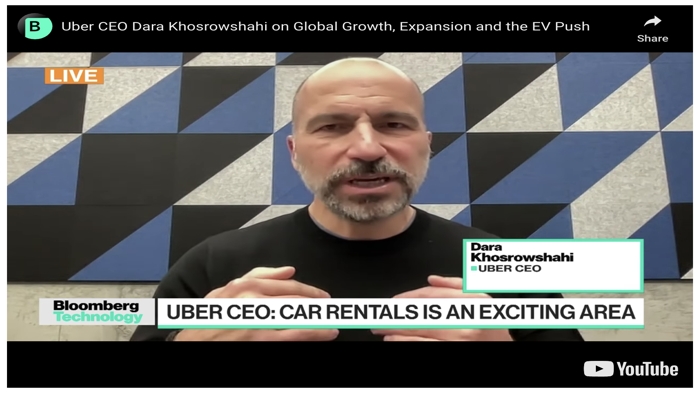 B
Uber CEO Dara Khosrowshahi on Global Growth, Expansion and the EV Push
Share
LIVE
Dara
Khosrowshahi
UBER CEO
Bloomberg
Technology
UBER CEO: CAR RENTALS IS AN EXCITING AREA
YouTube